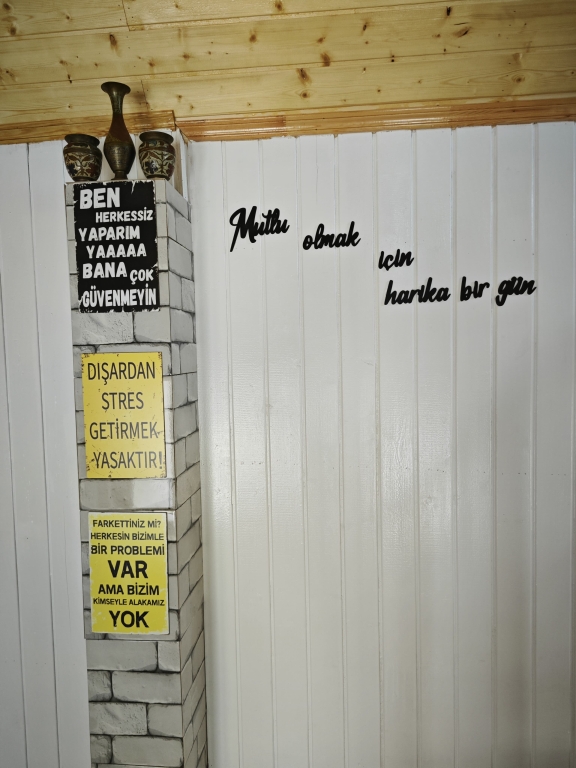 BEN
HERKESSİZ
YAPARIM
YAAAAA
BANA ÇOK
GÜVENMEYİN
DIŞARDAN
STRES
GETİRMEK
YASAKTIR!
FARKETTİNİZ Mİ?
HERKESİN BİZİMLE
BİR PROBLEMİ
VAR
AMA BİZİM
KİMSEYLE ALAKAMIZ
YOK
Mutlu olmak için
harika bir gün